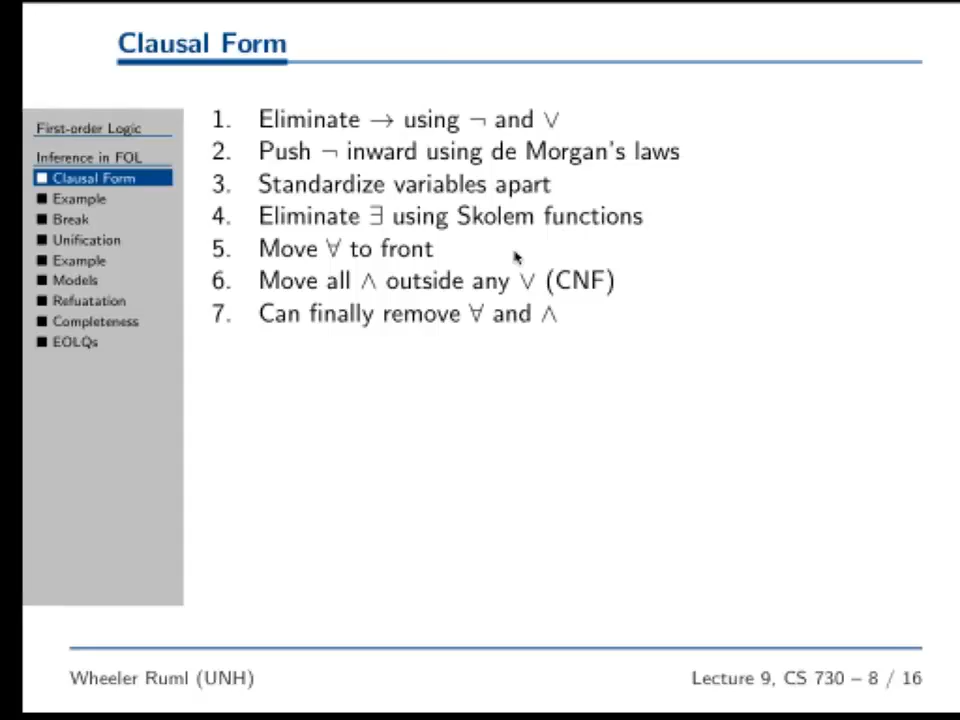 Clausal Form
First-order Logic
Inference in FOL
■ Clausal Form
■ Example
■ Break
■ Unification
■ Example
■ Models
■ Refuatation
■ Completeness
■ EOLQs
1. Eliminate → using ¬ and ∨
2. Push ¬ inward using de Morgan's laws
3. Standardize variables apart
4. Eliminate ∃ using Skolem functions
5. Move ∀ to front
6. Move all ∧ outside any ∨ (CNF)
7. Can finally remove ∀ and ∧
Wheeler Ruml (UNH)
Lecture 9, CS 730 – 8 / 16